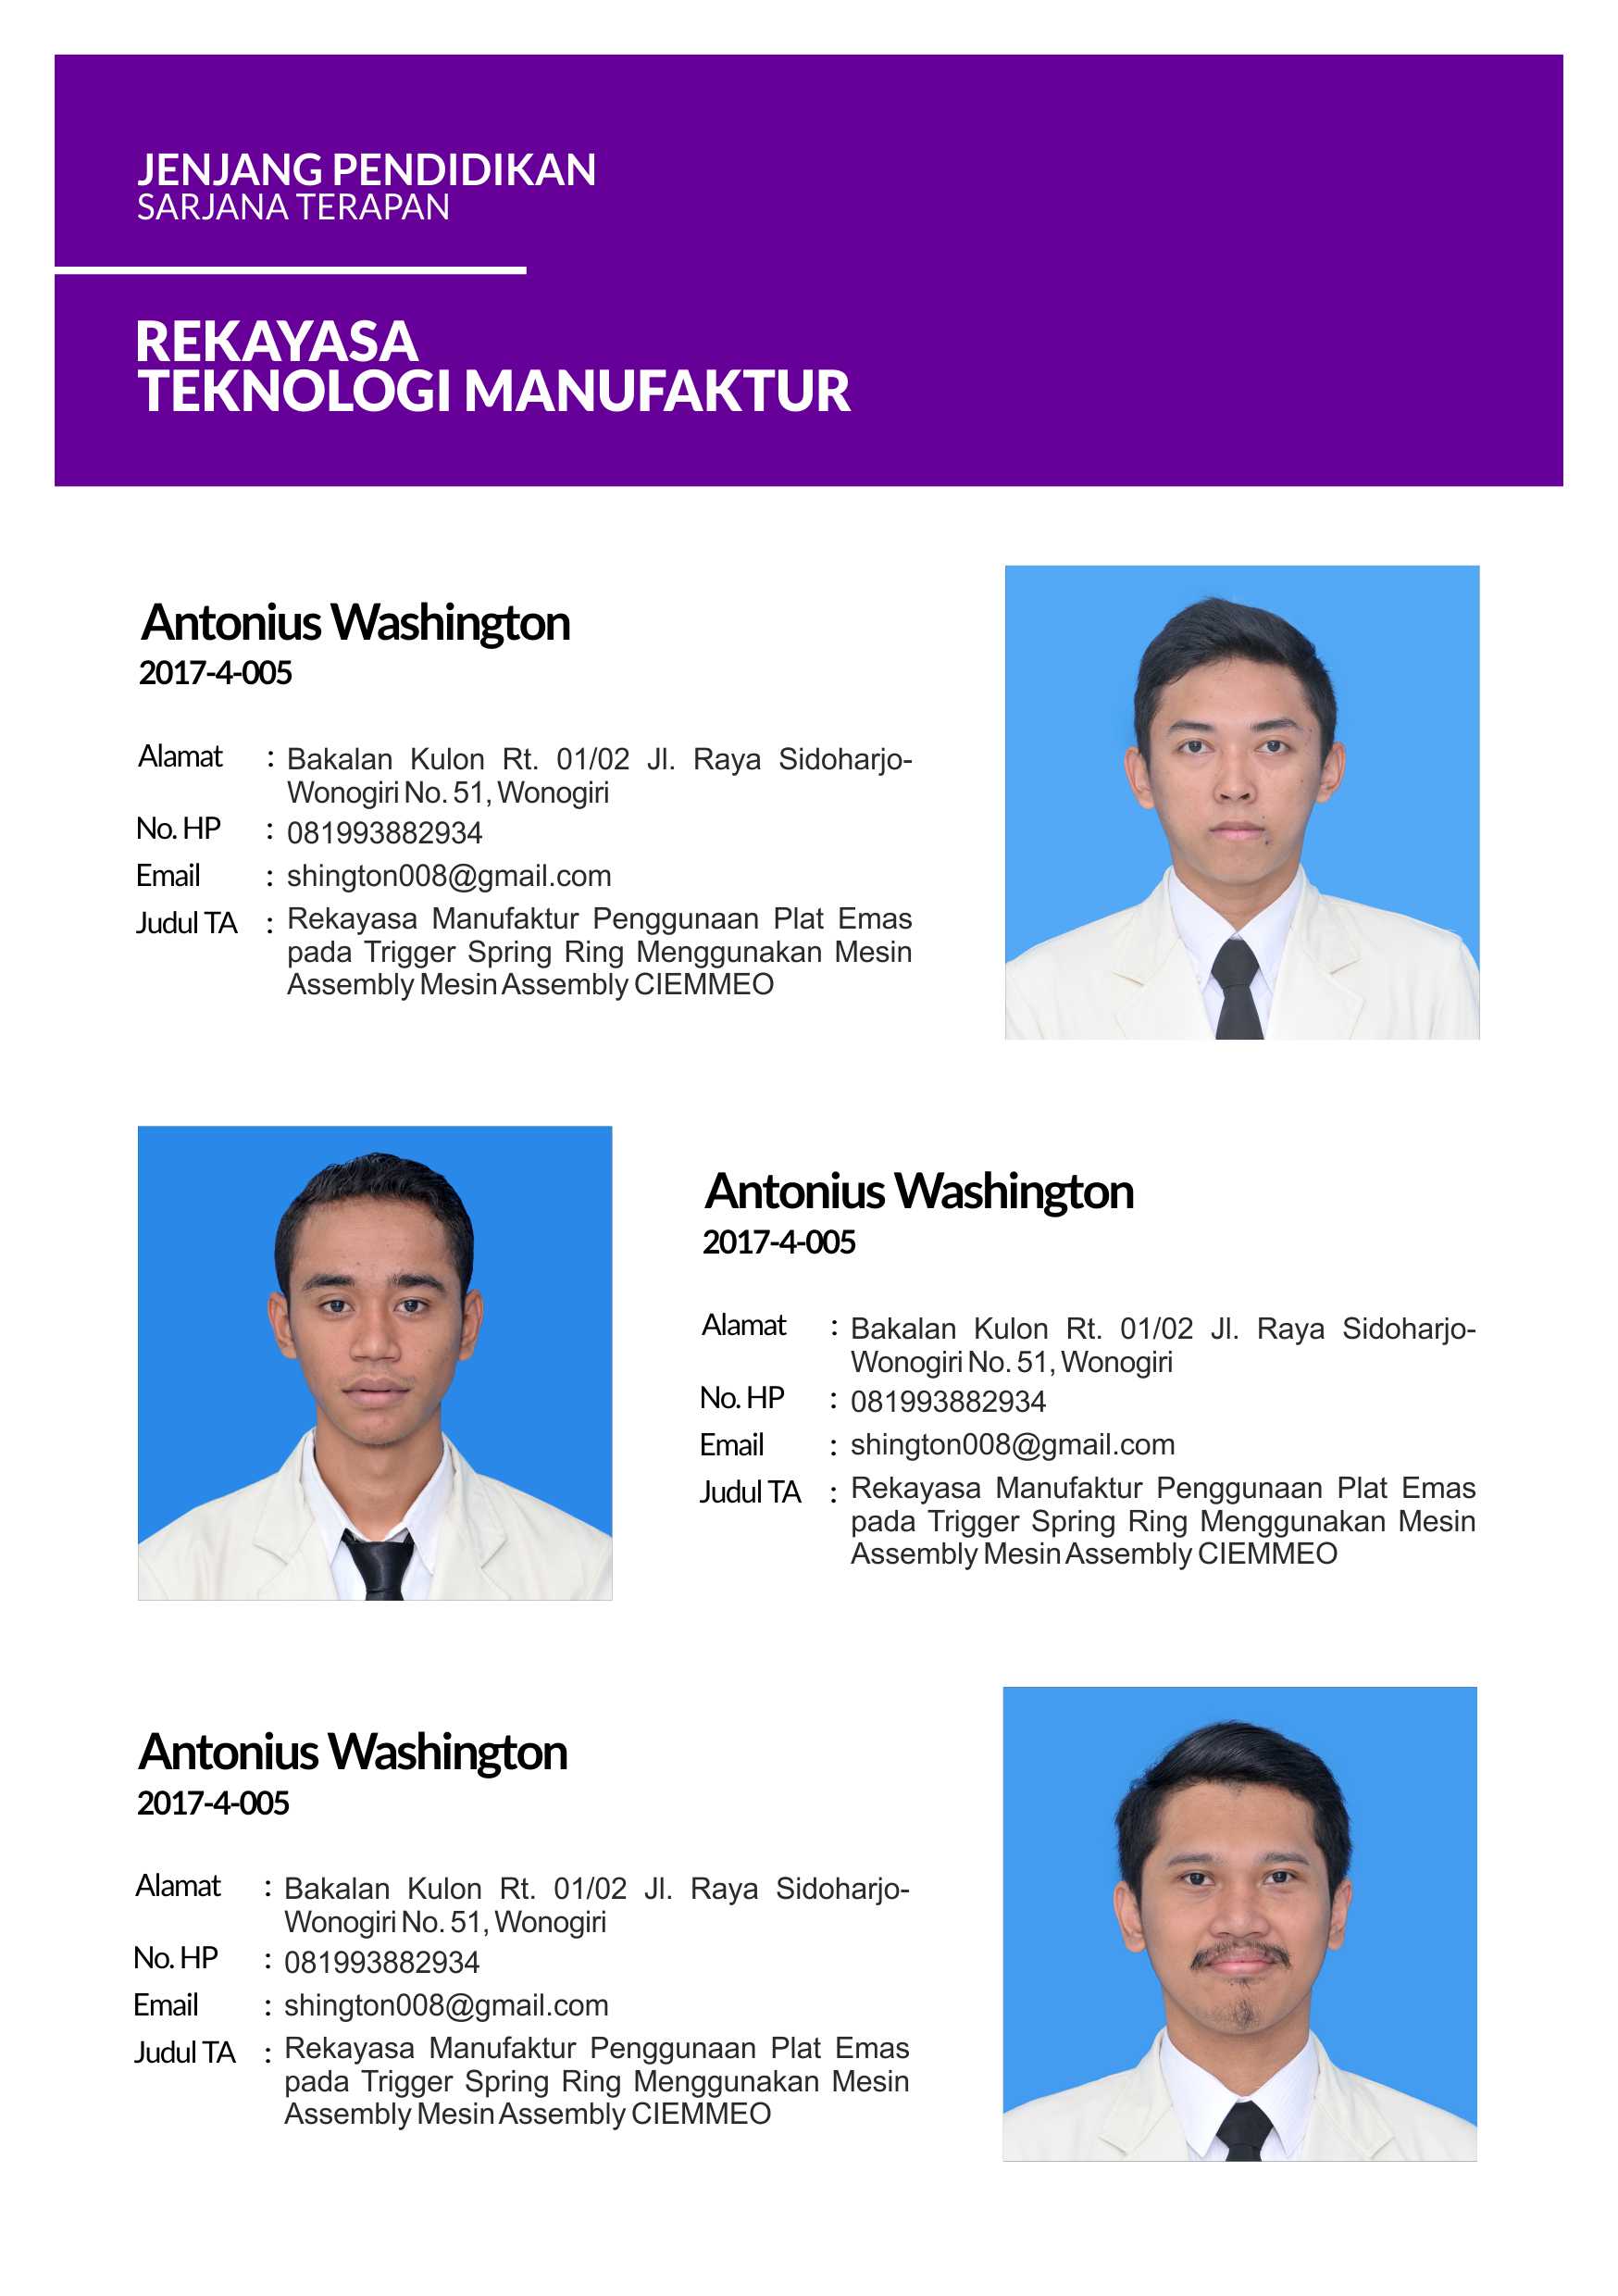 JENJANG PENDIDIKAN
SARJANA TERAPAN
REKAYASA
TEKNOLOGI MANUFAKTUR
Antonius Washington
2017-4-005
Alamat : Bakalan Kulon Rt. 01/02 Jl. Raya Sidoharjo-
Wonogiri No. 51, Wonogiri
No. HP : 081993882934
Email : shington008@gmail.com
Judul TA : Rekayasa Manufaktur Penggunaan Plat Emas
pada Trigger Spring Ring Menggunakan Mesin
Assembly Mesin Assembly CIEMMEO
Antonius Washington
2017-4-005
Alamat : Bakalan Kulon Rt. 01/02 Jl. Raya Sidoharjo-
Wonogiri No. 51, Wonogiri
No. HP : 081993882934
Email : shington008@gmail.com
Judul TA : Rekayasa Manufaktur Penggunaan Plat Emas
pada Trigger Spring Ring Menggunakan Mesin
Assembly Mesin Assembly CIEMMEO
Antonius Washington
2017-4-005
Alamat : Bakalan Kulon Rt. 01/02 Jl. Raya Sidoharjo-
Wonogiri No. 51, Wonogiri
No. HP : 081993882934
Email : shington008@gmail.com
Judul TA : Rekayasa Manufaktur Penggunaan Plat Emas
pada Trigger Spring Ring Menggunakan Mesin
Assembly Mesin Assembly CIEMMEO